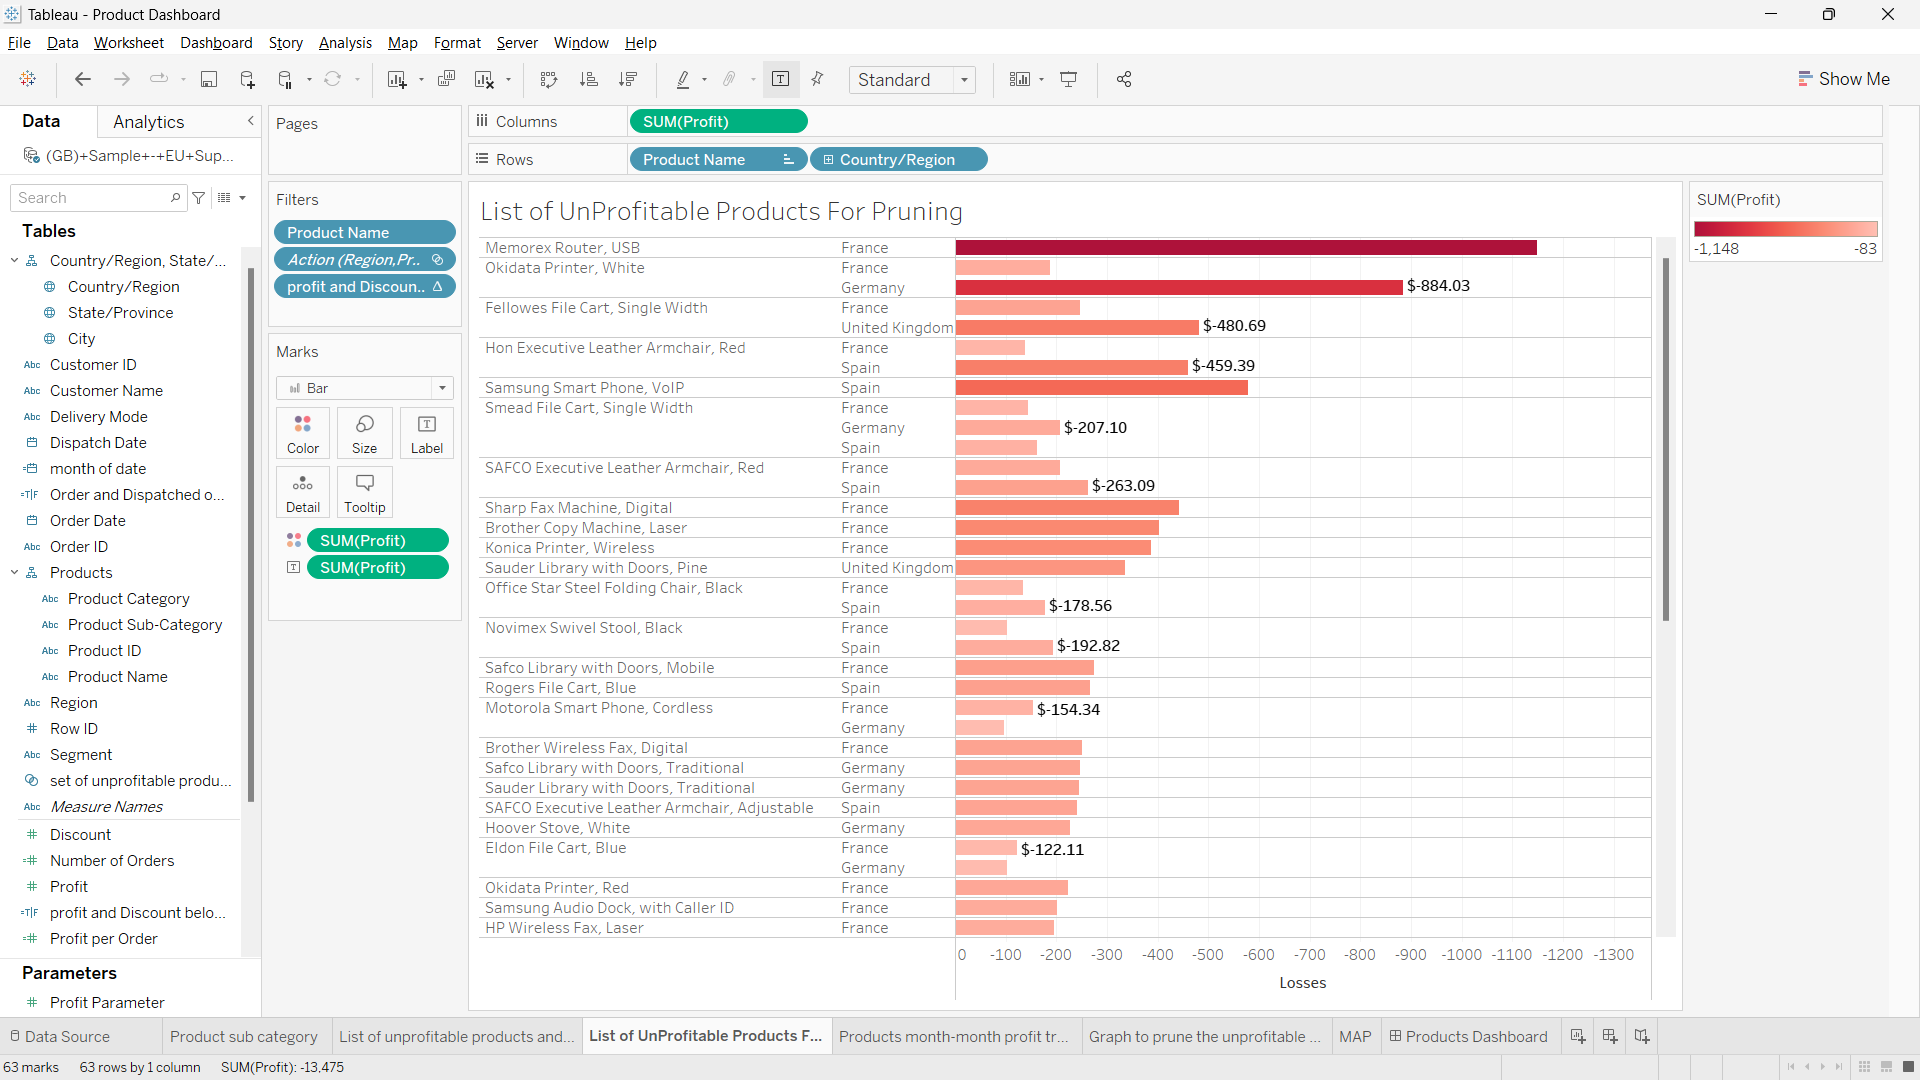 Tableau - Product Dashboard
File Data Worksheet Dashboard Story Analysis Map Format Server Window Help
Standard
Show Me
Data
Analytics
(GB)+Sample+-+EU+Sup...
Search
Tables
Country/Region, State/...
Country/Region
State/Province
City
Abc Customer ID
Abc Customer Name
Abc Delivery Mode
Dispatch Date
month of date
=T|F Order and Dispatched o...
Order Date
Abc Order ID
Products
Abc Product Category
Abc Product Sub-Category
Abc Product ID
Abc Product Name
Abc Region
# Row ID
Abc Segment
set of unprofitable produ...
Abc Measure Names
# Discount
=# Number of Orders
# Profit
=T|F profit and Discount belo...
=# Profit per Order
Parameters
# Profit Parameter
Pages
Filters
Product Name
Action (Region,Pr..
profit and Discoun..
Marks
Bar
Color
Size
Label
Detail
Tooltip
SUM(Profit)
SUM(Profit)
Columns
SUM(Profit)
Rows
Product Name
Country/Region
List of UnProfitable Products For Pruning
Memorex Router, USB France
Okidata Printer, White France
Germany $-884.03
Fellowes File Cart, Single Width France
United Kingdom $-480.69
Hon Executive Leather Armchair, Red France
Spain $-459.39
Samsung Smart Phone, VoIP Spain
Smead File Cart, Single Width France
Germany $-207.10
Spain
SAFCO Executive Leather Armchair, Red France
Spain $-263.09
Sharp Fax Machine, Digital France
Brother Copy Machine, Laser France
Konica Printer, Wireless France
Sauder Library with Doors, Pine United Kingdom
Office Star Steel Folding Chair, Black France
Spain $-178.56
Novimex Swivel Stool, Black France
Spain $-192.82
Safco Library with Doors, Mobile France
Rogers File Cart, Blue Spain
Motorola Smart Phone, Cordless France $-154.34
Germany
Brother Wireless Fax, Digital France
Safco Library with Doors, Traditional Germany
Sauder Library with Doors, Traditional Germany
SAFCO Executive Leather Armchair, Adjustable Spain
Hoover Stove, White Germany
Eldon File Cart, Blue France $-122.11
Germany
Okidata Printer, Red France
Samsung Audio Dock, with Caller ID France
HP Wireless Fax, Laser France
0 -100 -200 -300 -400 -500 -600 -700 -800 -900 -1000 -1100 -1200 -1300
Losses
SUM(Profit)
-1,148 -83
Data Source
Product sub category
List of unprofitable products and...
List of UnProfitable Products F...
Products month-month profit tr...
Graph to prune the unprofitable ...
MAP
Products Dashboard
63 marks 63 rows by 1 column SUM(Profit): -13,475